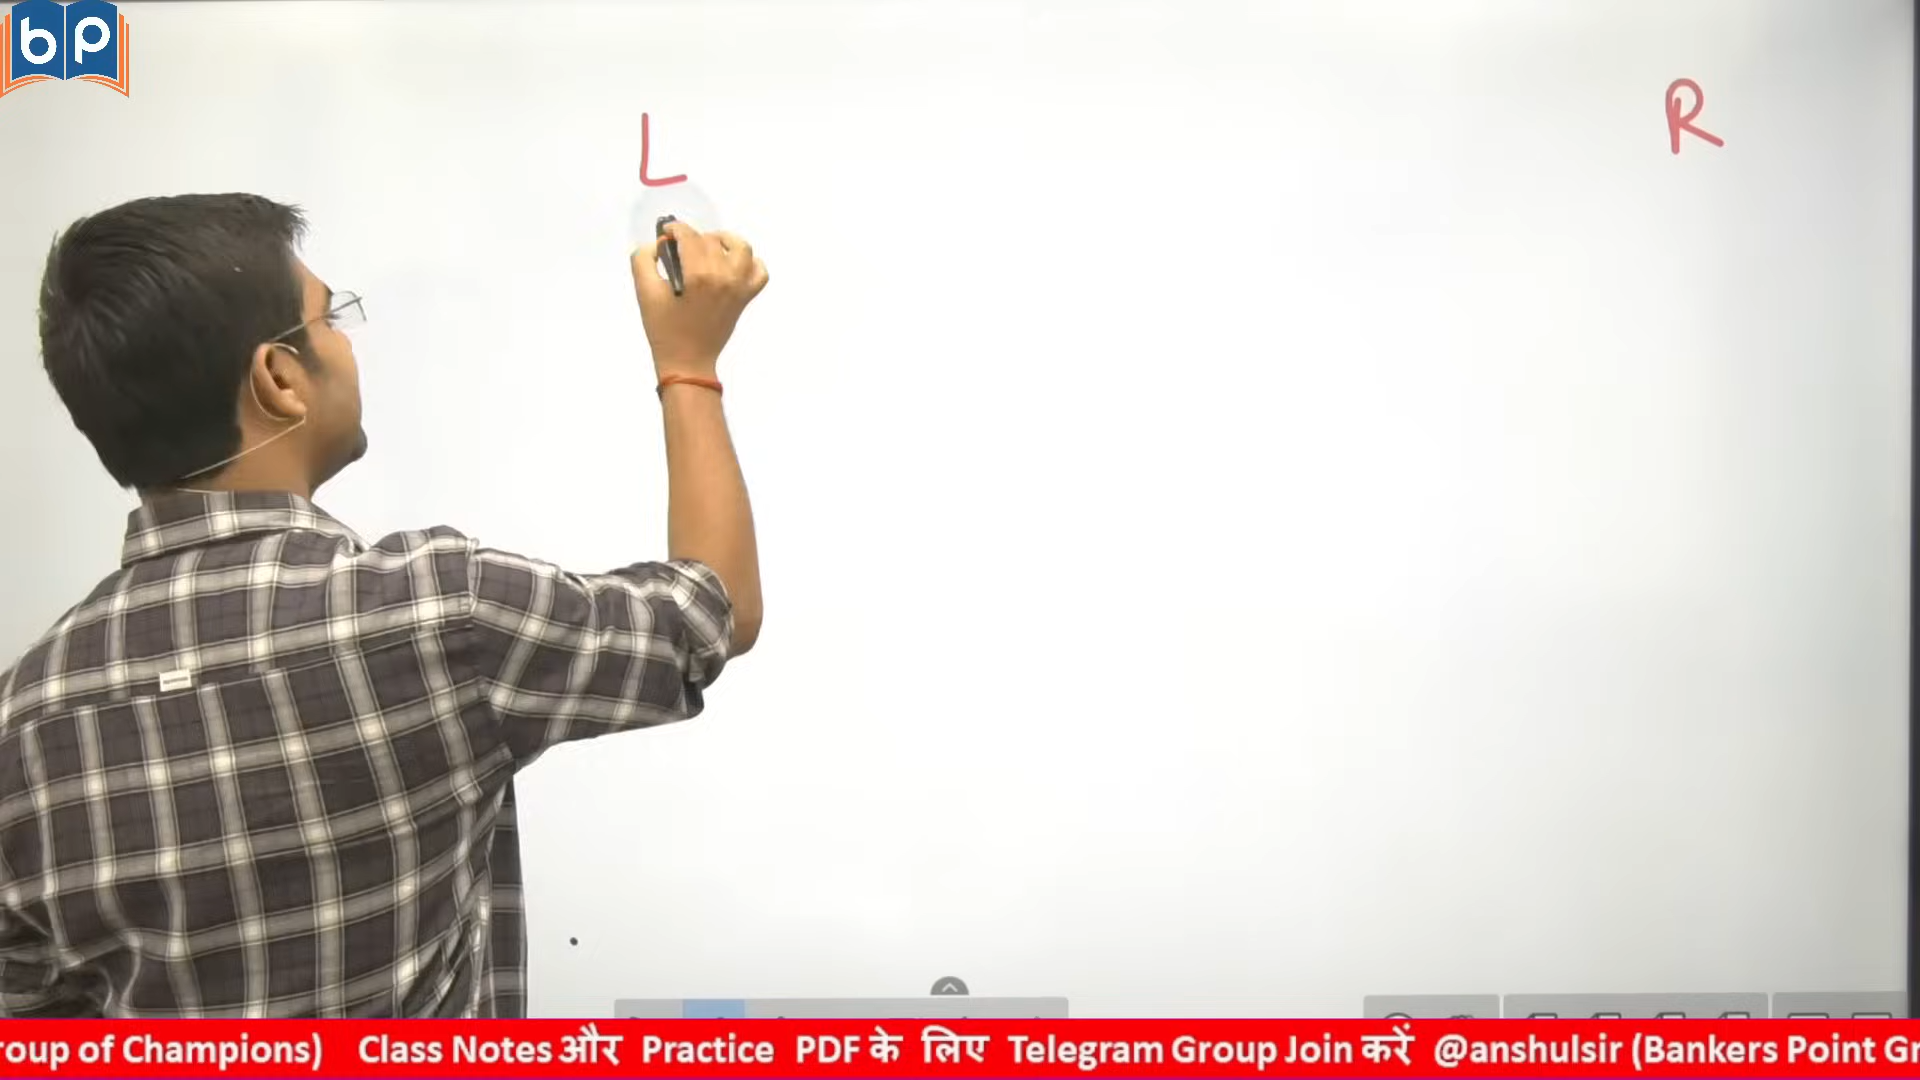 bp
L
R
roup of Champions) Class Notes और Practice PDF के लिए Telegram Group Join करें @anshulsir (Bankers Point Gr